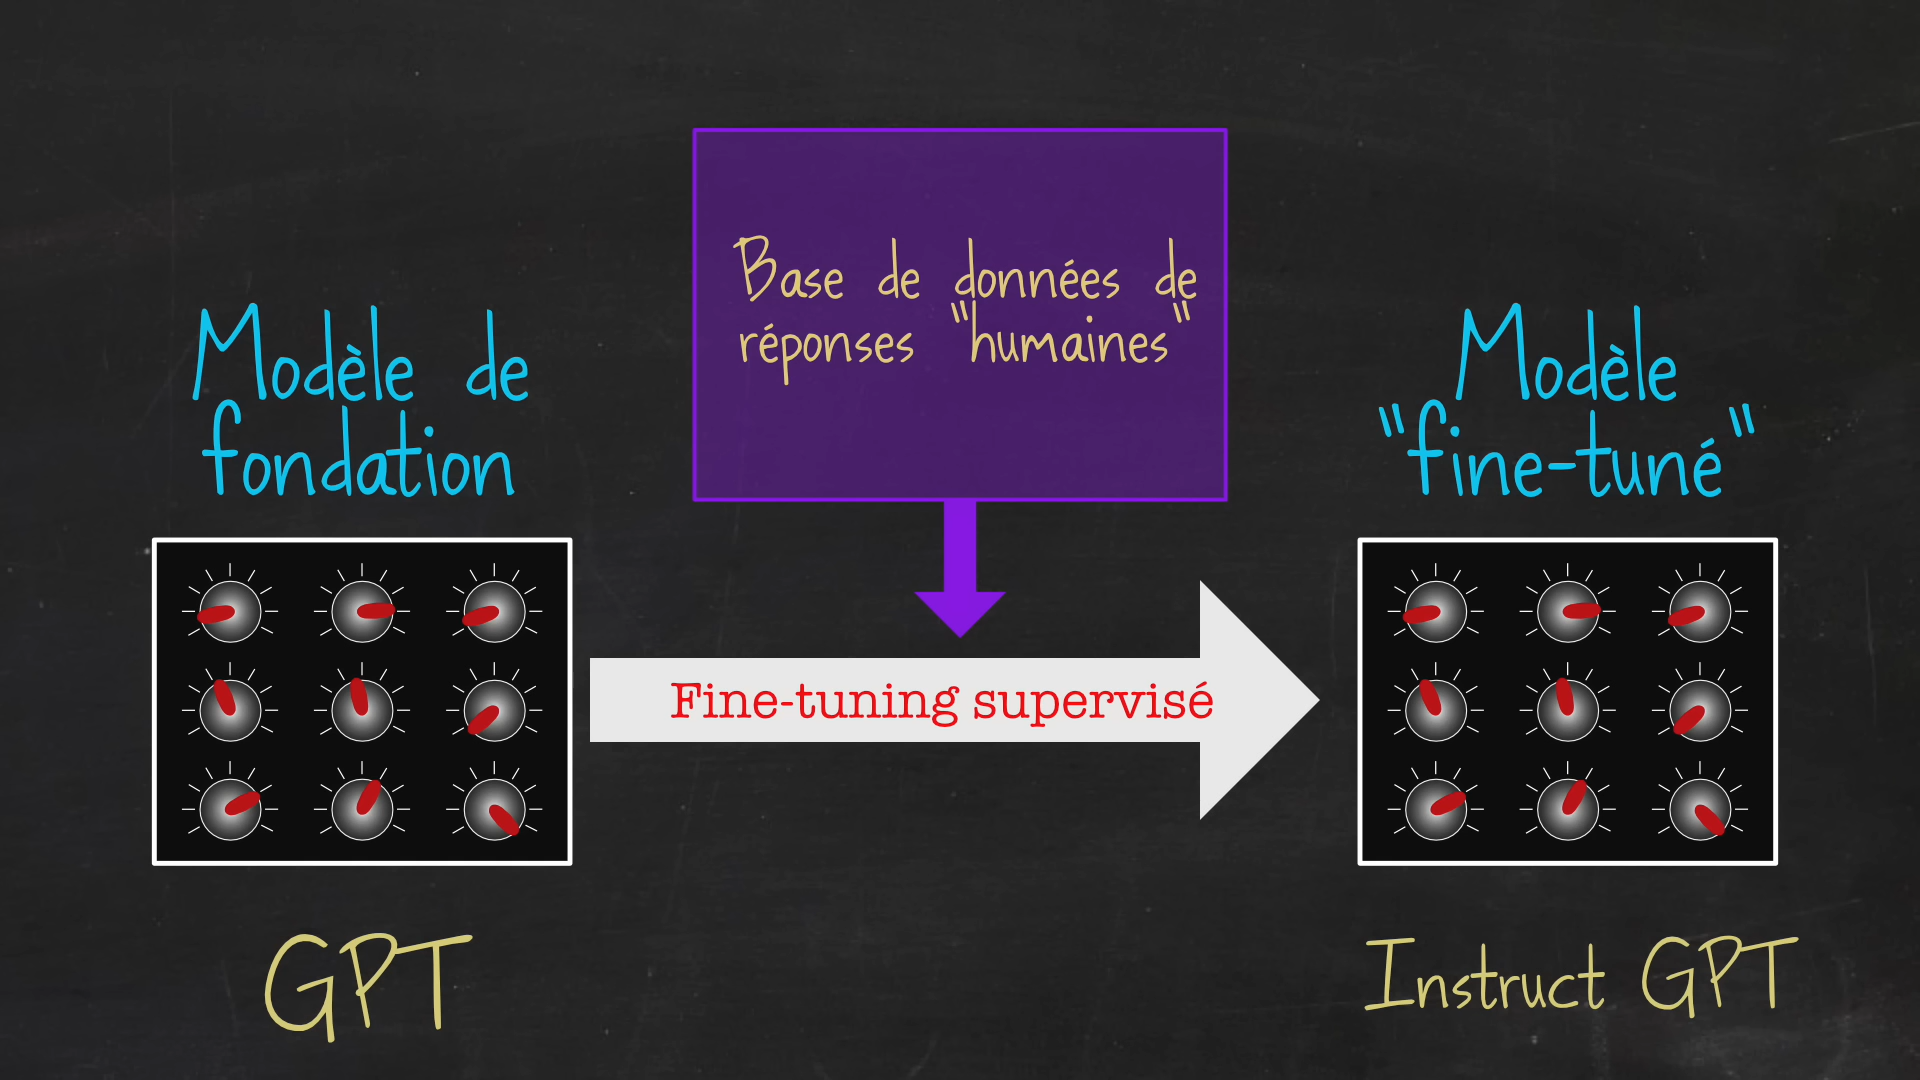 Modèle de
fondation
GPT
Base de données de
réponses "humaines"
Fine-tuning supervisé
Modèle
"fine-tuné"
Instruct GPT